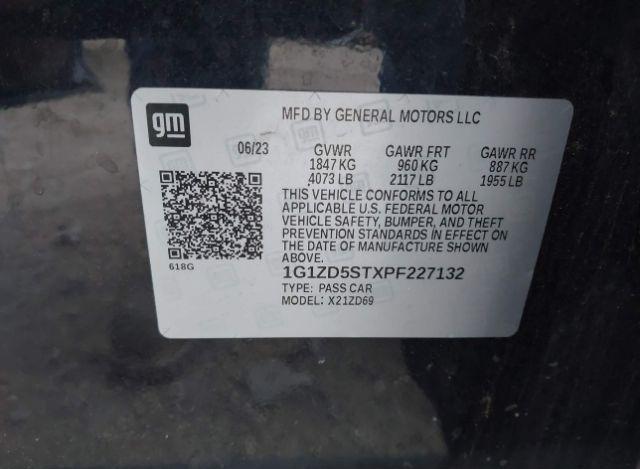 gm
MFD BY GENERAL MOTORS LLC
06/23 GVWR GAWR FRT GAWR RR
1847 KG 960 KG 887 KG
4073 LB 2117 LB 1955 LB
THIS VEHICLE CONFORMS TO ALL
APPLICABLE U.S. FEDERAL MOTOR
VEHICLE SAFETY, BUMPER, AND THEFT
PREVENTION STANDARDS IN EFFECT ON
THE DATE OF MANUFACTURE SHOWN
ABOVE.
618G
1G1ZD5STXPF227132
TYPE: PASS CAR
MODEL: X21ZD69